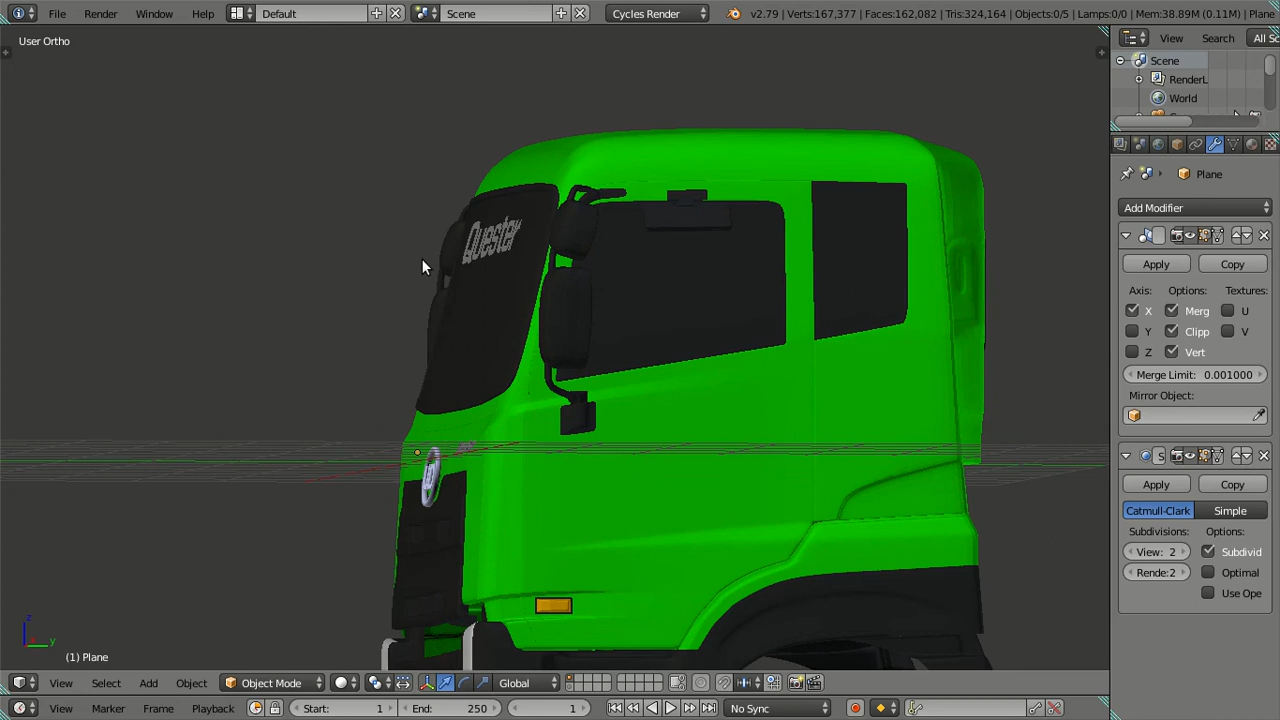 File Render Window Help Default Scene Cycles Render v2.79 | Verts:167,377 | Faces:162,082 | Tris:324,164 | Objects:0/5 | Lamps:0/0 | Mem:38.89M (0.11M) | Plane
User Ortho
View Search All Sc
Scene
RenderL
World
Plane
Add Modifier
Apply Copy
Axis: Options: Textures:
X Merg U
Y Clipp V
Z Vert
Merge Limit: 0.001000
Mirror Object:
S
Apply Copy
Catmull-Clark Simple
Subdivisions: Options:
View: 2 Subdivid
Rende:2 Optimal
Use Ope
Quester
z
y
(1) Plane
View Select Add Object Object Mode Global
View Marker Frame Playback Start: 1 End: 250 1 No Sync